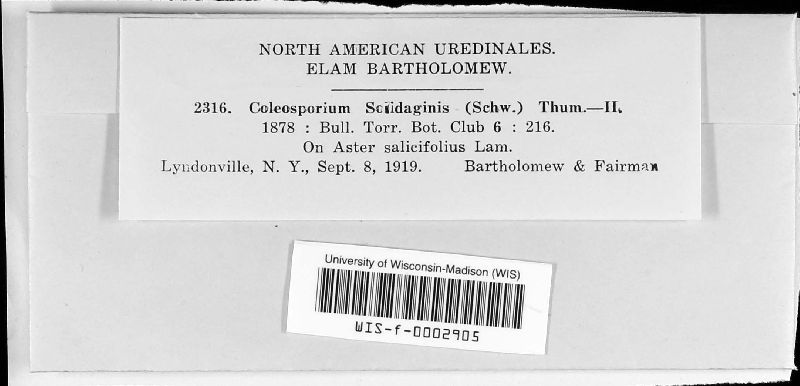 NORTH AMERICAN UREDINALES.
ELAM BARTHOLOMEW.
2316. Coleosporium Solidaginis (Schw.) Thum.—II.
1878 : Bull. Torr. Bot. Club 6 : 216.
On Aster salicifolius Lam.
Lyndonville, N. Y., Sept. 8, 1919. Bartholomew & Fairman
University of Wisconsin-Madison (WIS)
WIS-f-0002905